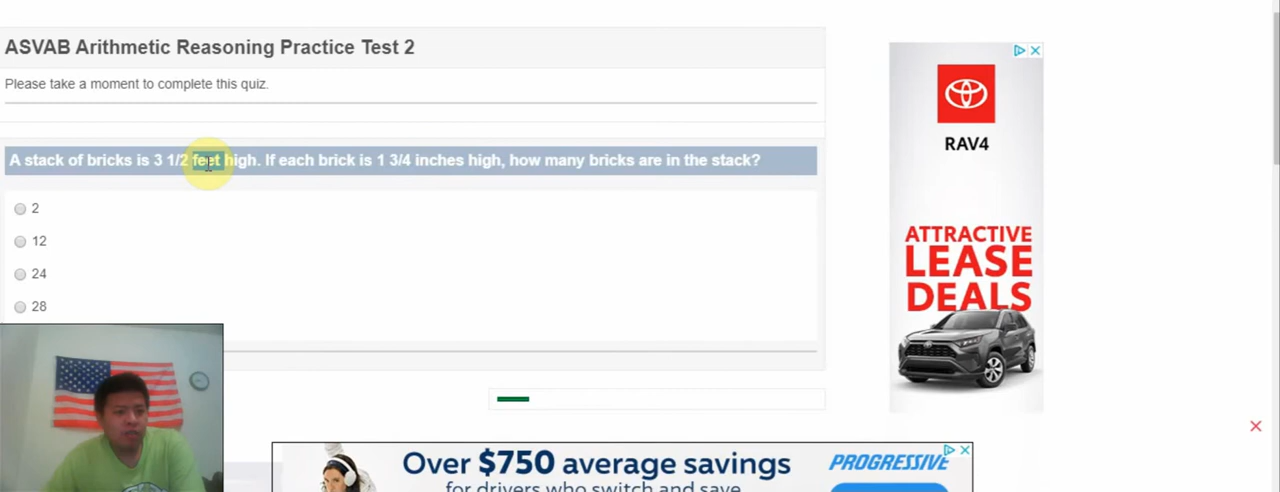 ASVAB Arithmetic Reasoning Practice Test 2
Please take a moment to complete this quiz.
A stack of bricks is 3 1/2 feet high. If each brick is 1 3/4 inches high, how many bricks are in the stack?
2
12
24
28
RAV4
ATTRACTIVE
LEASE
DEALS
Over $750 average savings
for drivers who switch and save
PROGRESSIVE